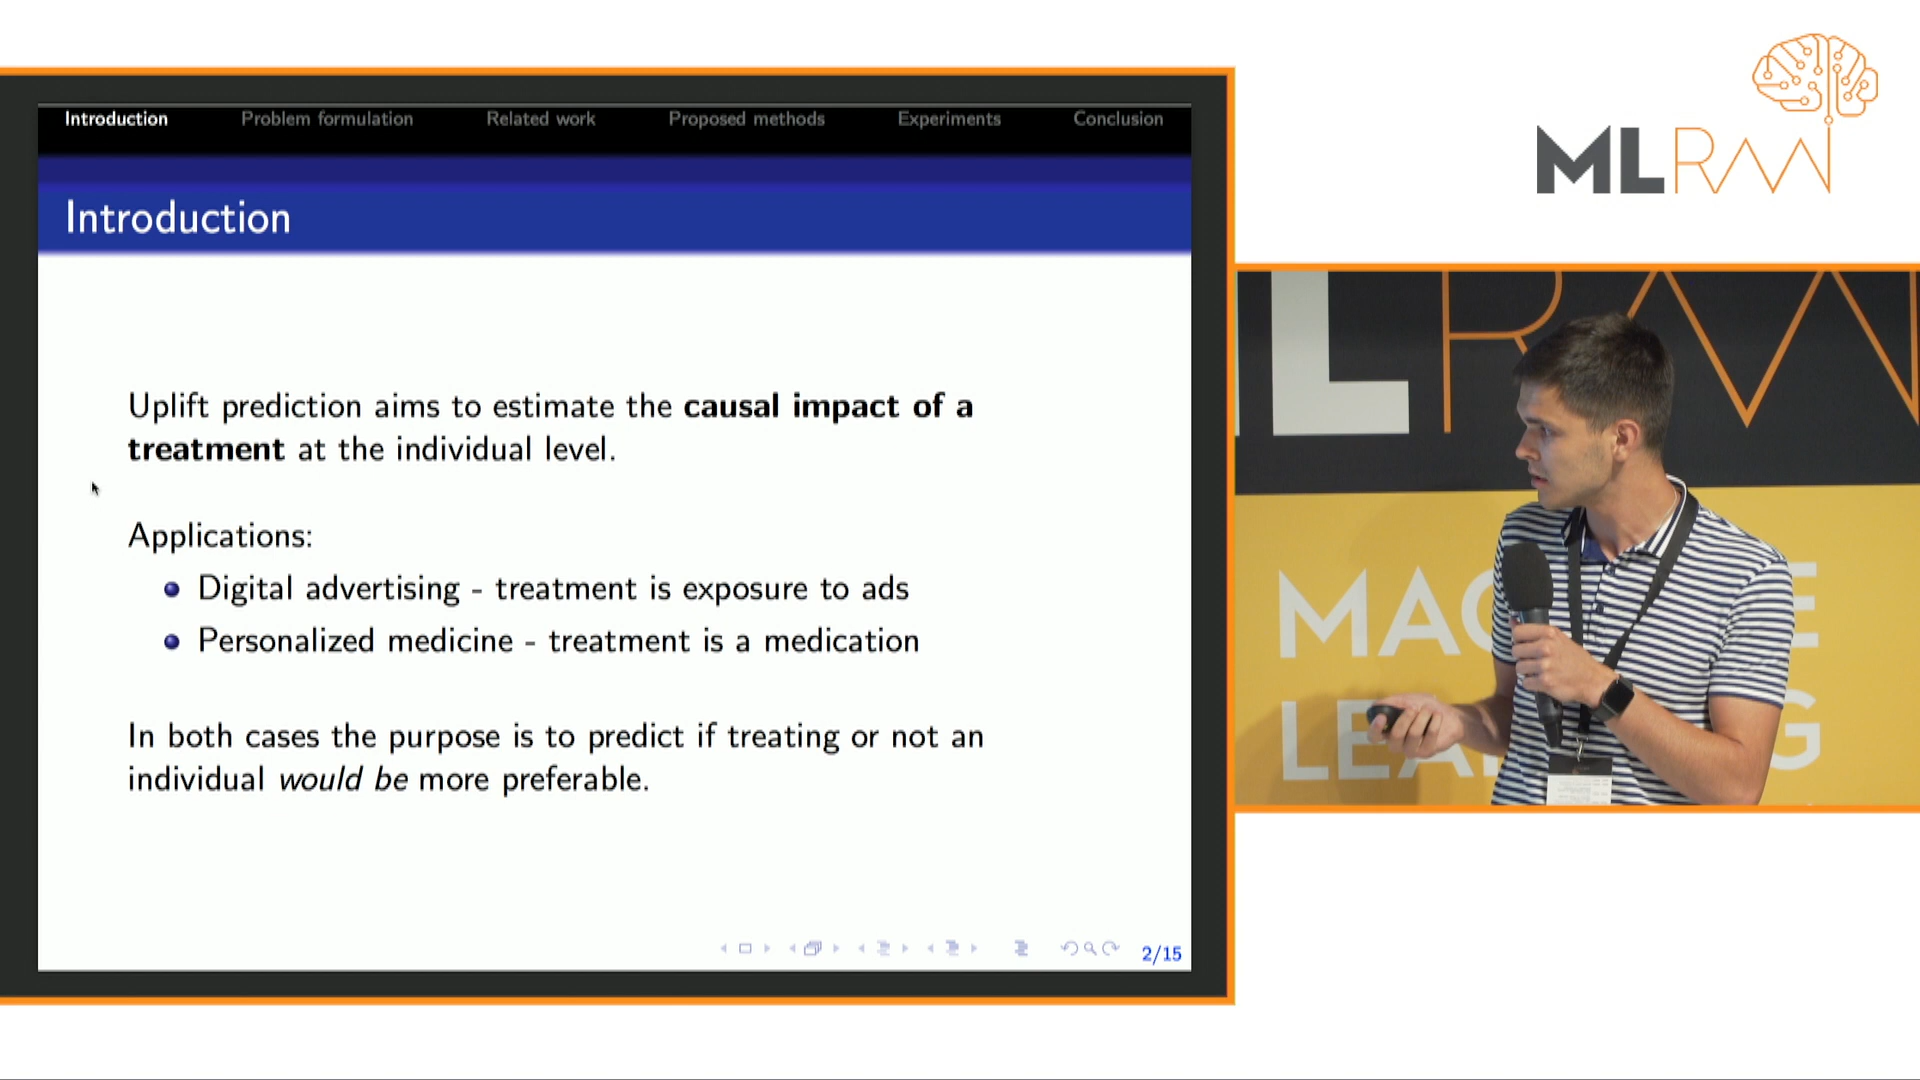 Introduction Problem formulation Related work Proposed methods Experiments Conclusion
Introduction
Uplift prediction aims to estimate the causal impact of a
treatment at the individual level.
Applications:
Digital advertising - treatment is exposure to ads
Personalized medicine - treatment is a medication
In both cases the purpose is to predict if treating or not an
individual would be more preferable.
2/15
MLRAW